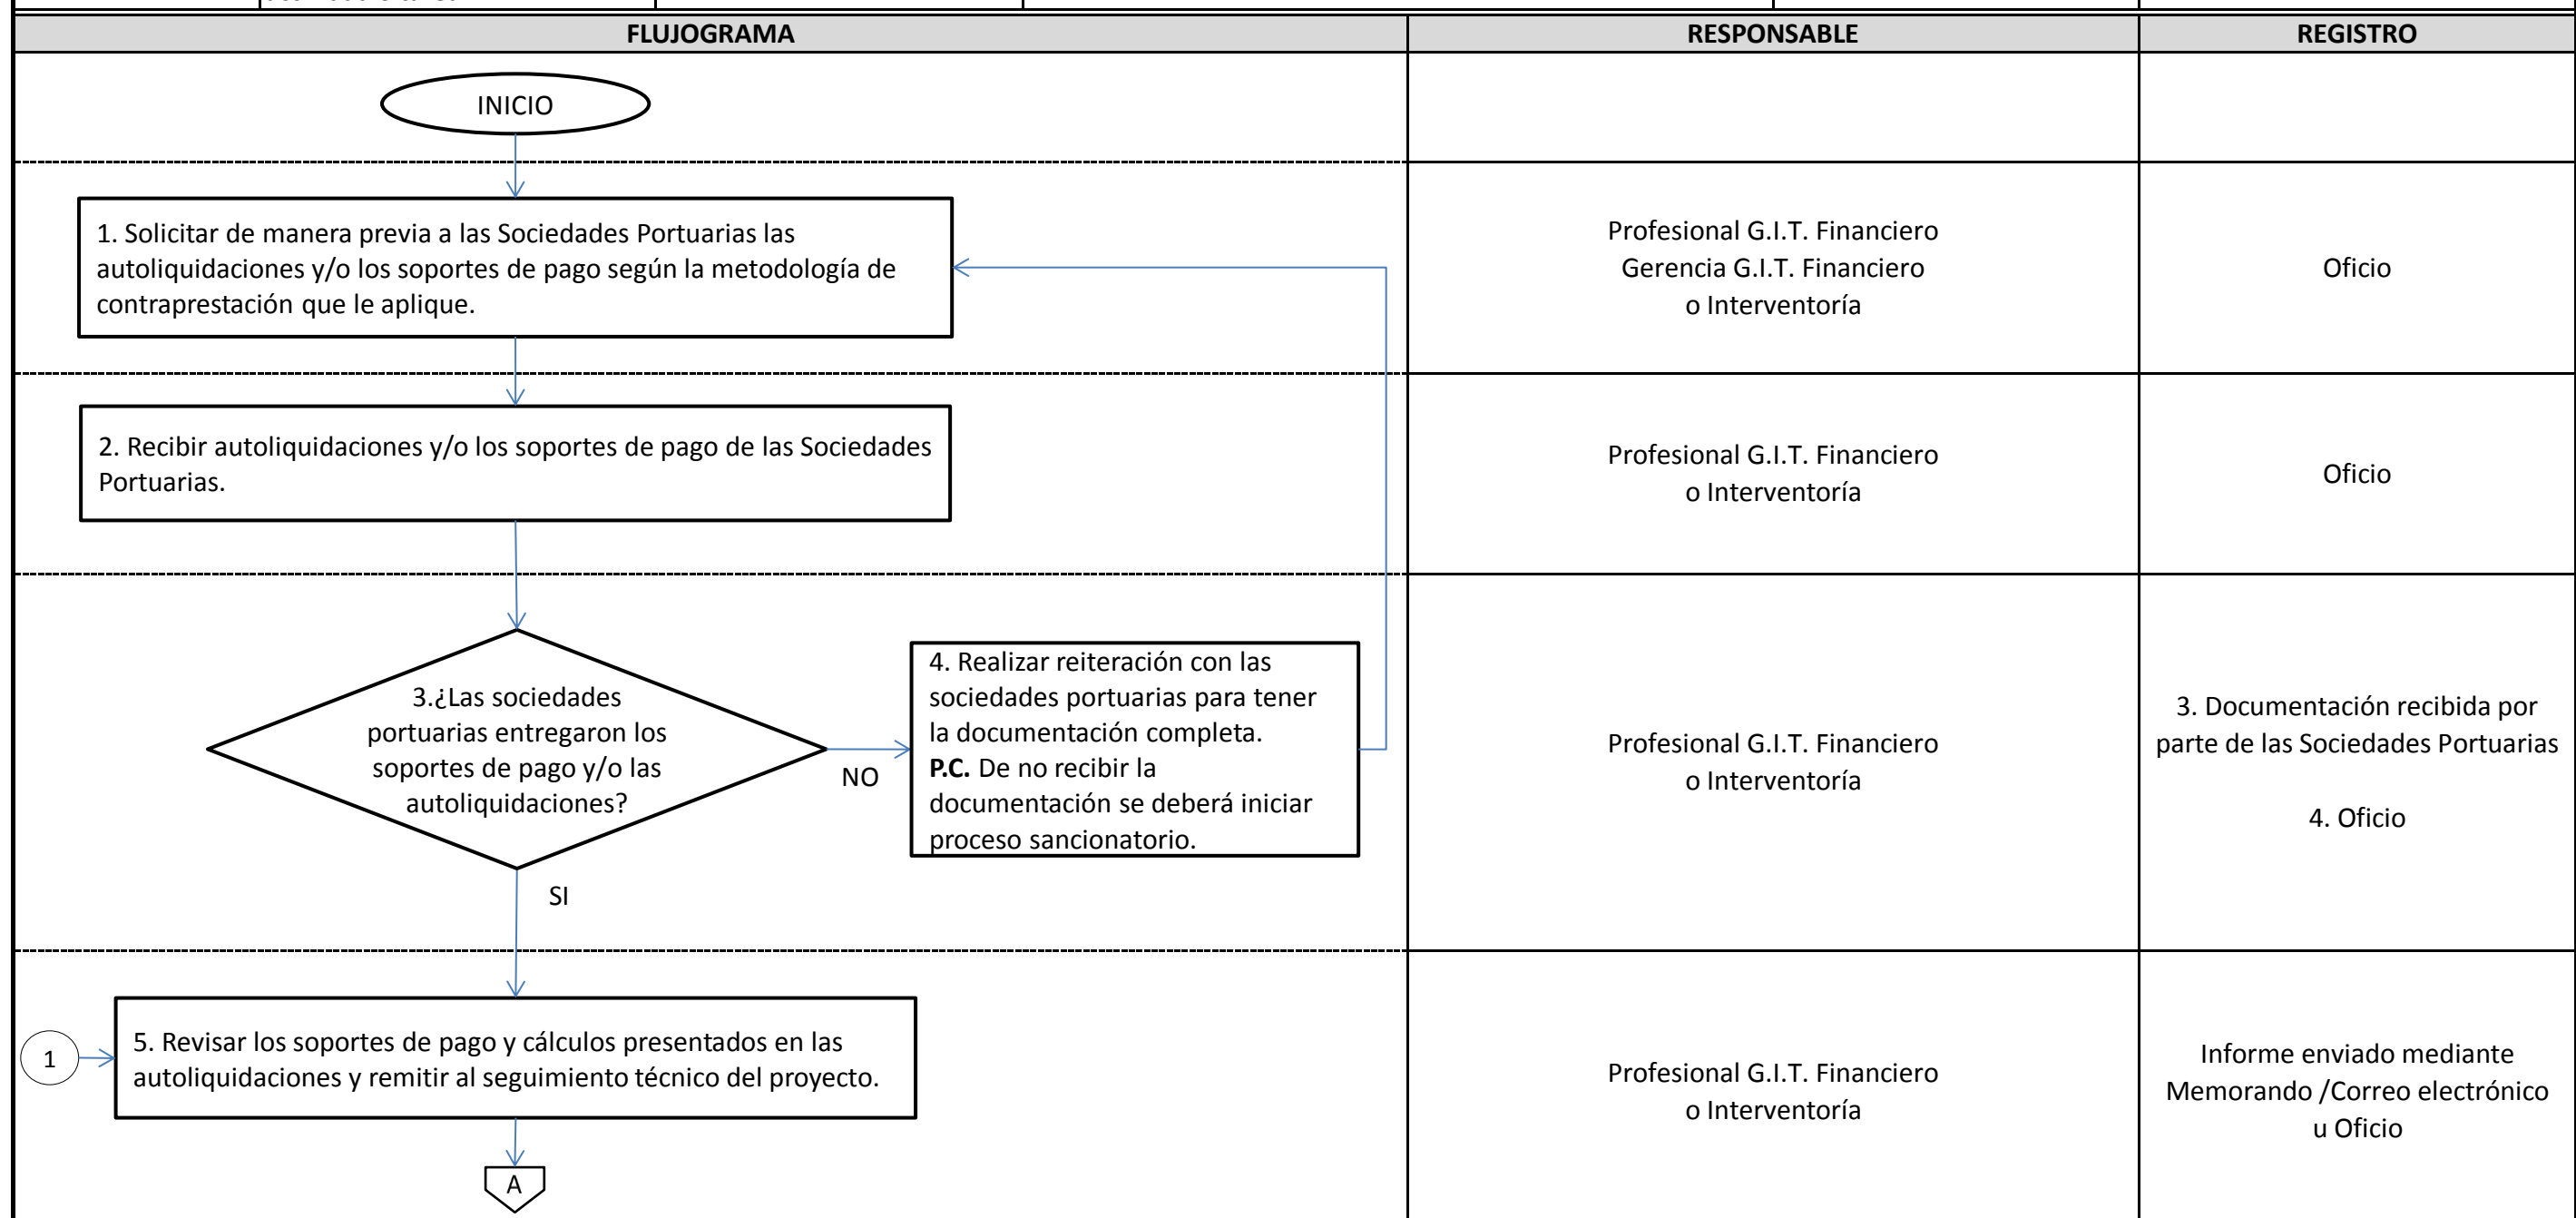 FLUJOGRAMA
RESPONSABLE
REGISTRO
INICIO
1. Solicitar de manera previa a las Sociedades Portuarias las
autoliquidaciones y/o los soportes de pago según la metodología de
contraprestación que le aplique.
Profesional G.I.T. Financiero
Gerencia G.I.T. Financiero
o Interventoría
Oficio
2. Recibir autoliquidaciones y/o los soportes de pago de las Sociedades
Portuarias.
Profesional G.I.T. Financiero
o Interventoría
Oficio
3.¿Las sociedades
portuarias entregaron los
soportes de pago y/o las
autoliquidaciones?
NO
4. Realizar reiteración con las
sociedades portuarias para tener
la documentación completa.
P.C. De no recibir la
documentación se deberá iniciar
proceso sancionatorio.
SI
Profesional G.I.T. Financiero
o Interventoría
3. Documentación recibida por
parte de las Sociedades Portuarias
4. Oficio
1
5. Revisar los soportes de pago y cálculos presentados en las
autoliquidaciones y remitir al seguimiento técnico del proyecto.
Profesional G.I.T. Financiero
o Interventoría
Informe enviado mediante
Memorando /Correo electrónico
u Oficio
A